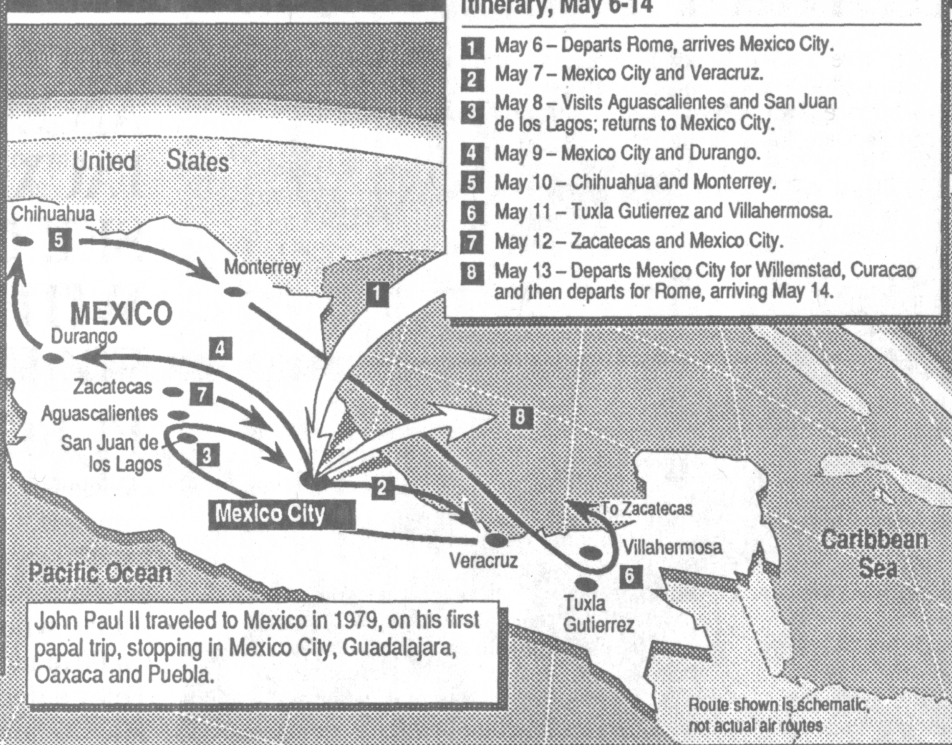 Itinerary, May 6-14
1 May 6 – Departs Rome, arrives Mexico City.
2 May 7 – Mexico City and Veracruz.
3 May 8 – Visits Aguascalientes and San Juan
de los Lagos; returns to Mexico City.
4 May 9 – Mexico City and Durango.
5 May 10 – Chihuahua and Monterrey.
6 May 11 – Tuxla Gutierrez and Villahermosa.
7 May 12 – Zacatecas and Mexico City.
8 May 13 – Departs Mexico City for Willemstad, Curacao
and then departs for Rome, arriving May 14.
United States
Chihuahua
5
Monterrey
1
MEXICO
Durango
4
Zacatecas
7
Aguascalientes
8
San Juan de
los Lagos
3
2
Mexico City
To Zacatecas
Veracruz
Villahermosa
6
Caribbean
Sea
Tuxla
Gutierrez
Pacific Ocean
John Paul II traveled to Mexico in 1979, on his first
papal trip, stopping in Mexico City, Guadalajara,
Oaxaca and Puebla.
Route shown is schematic,
not actual air routes